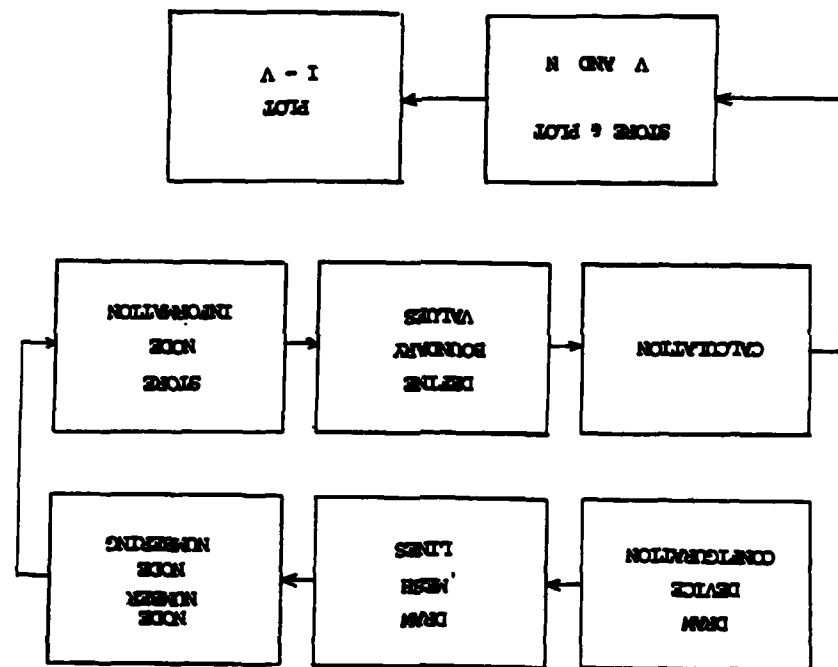 DRAW
DEVICE
CONFIGURATION
DRAW
MESH
LINES
NODE
NUMBER
NODE
NUMBERING
STORE
NODE
INFORMATION
DEFINE
BOUNDARY
VALUES
CALCULATION
STORE & PLOT
V AND N
PLOT
I - V